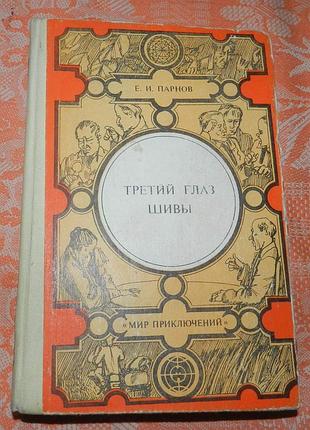 Е. И. ПАРНОВ
ТРЕТИЙ ГЛАЗ
ШИВЫ
«МИР ПРИКЛЮЧЕНИЙ»